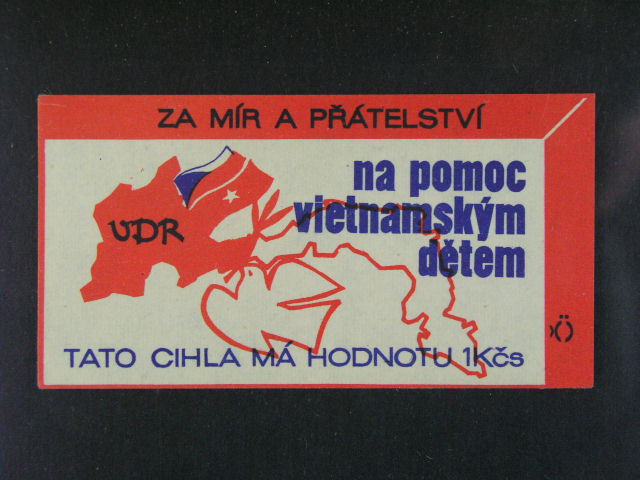 ZA MÍR A PŘÁTELSTVÍ
na pomoc
vietnamským
dětem
VDR
TATO CIHLA MÁ HODNOTU 1Kčs